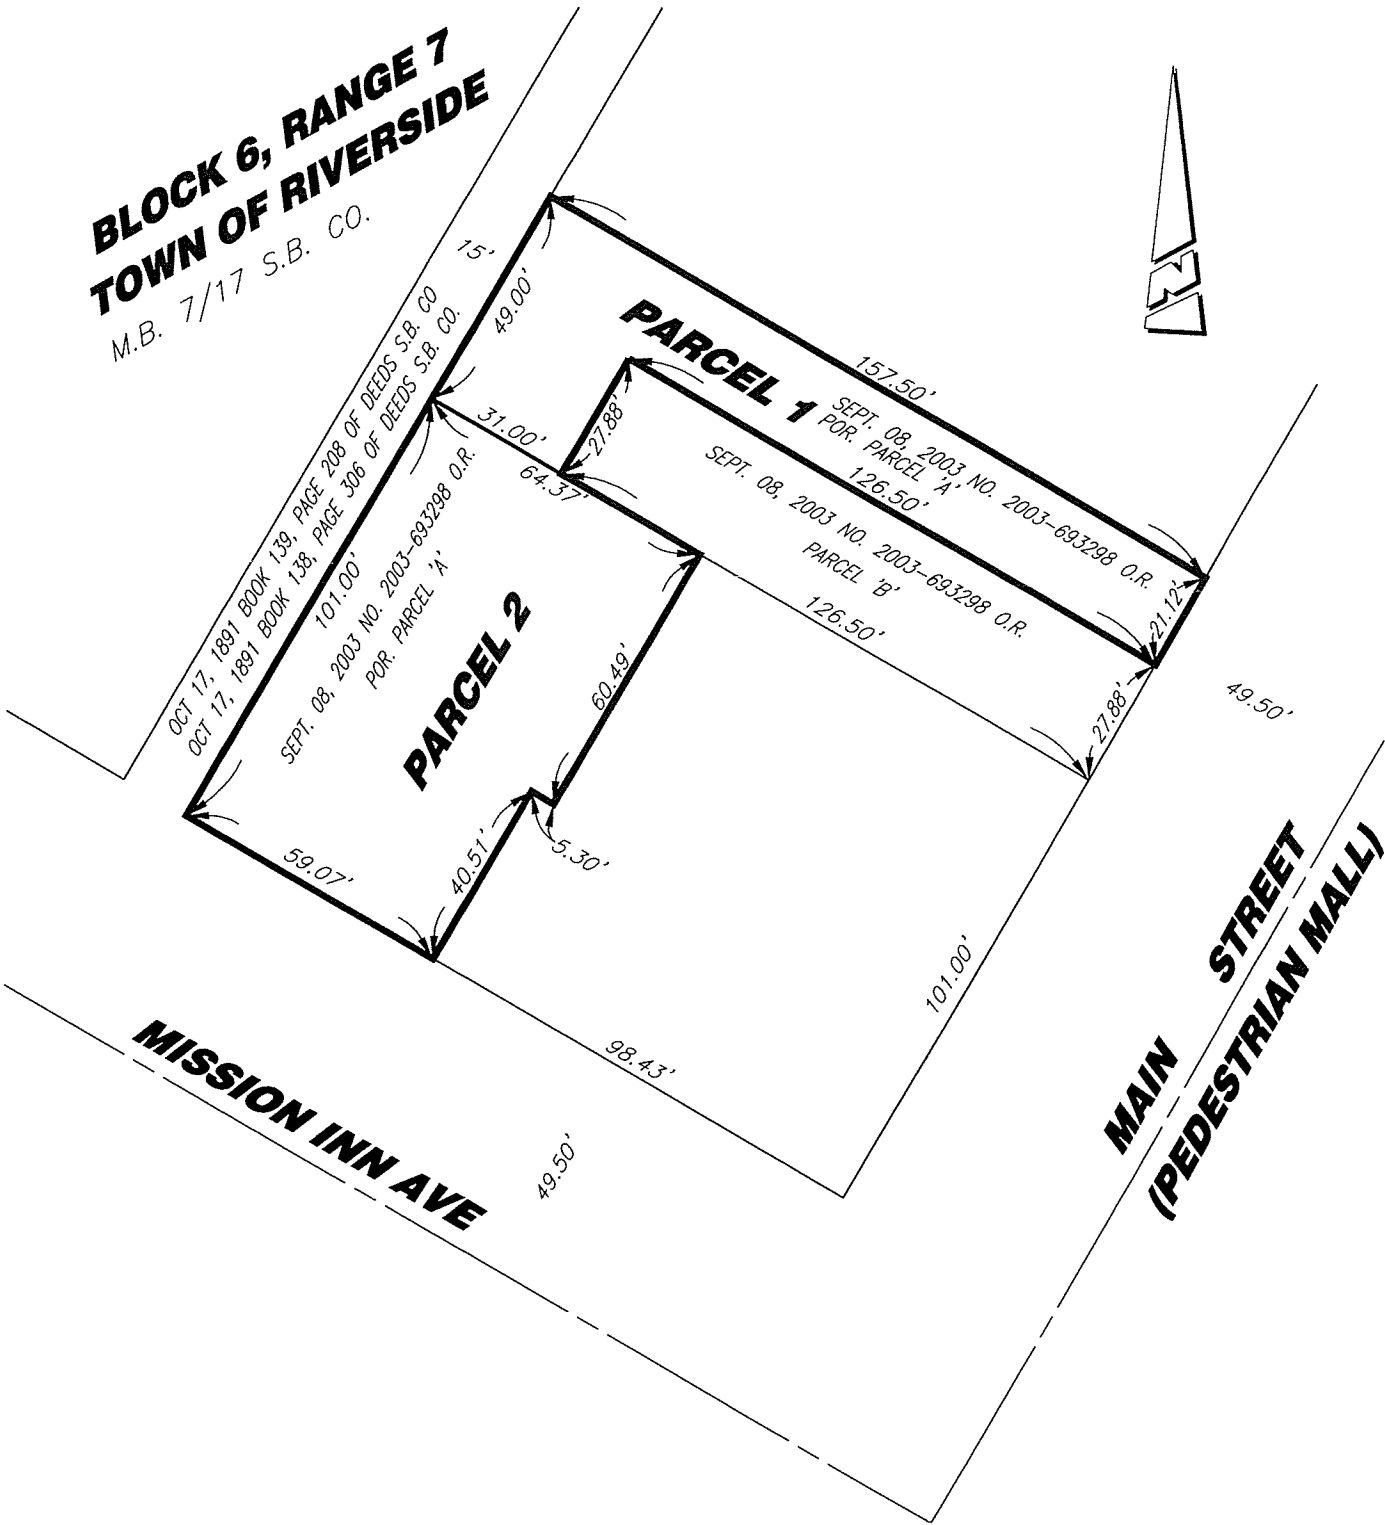 BLOCK 6, RANGE 7
TOWN OF RIVERSIDE
M.B. 7/17 S.B. CO.
N
15'
49.00'
PARCEL 1
157.50'
SEPT. 08, 2003 NO. 2003-693298 O.R.
POR. PARCEL 'A'
31.00'
27.88'
64.37'
126.50'
SEPT. 08, 2003 NO. 2003-693298 O.R.
PARCEL 'B'
126.50'
21.12'
27.88'
49.50'
OCT 17, 1891 BOOK 139, PAGE 208 OF DEEDS S.B. CO
OCT 17, 1891 BOOK 138, PAGE 306 OF DEEDS S.B. CO.
101.00'
SEPT. 08, 2003 NO. 2003-693298 O.R.
POR. PARCEL 'A'
PARCEL 2
60.49'
5.30'
40.51'
59.07'
98.43'
101.00'
49.50'
MISSION INN AVE
MAIN STREET
(PEDESTRIAN MALL)